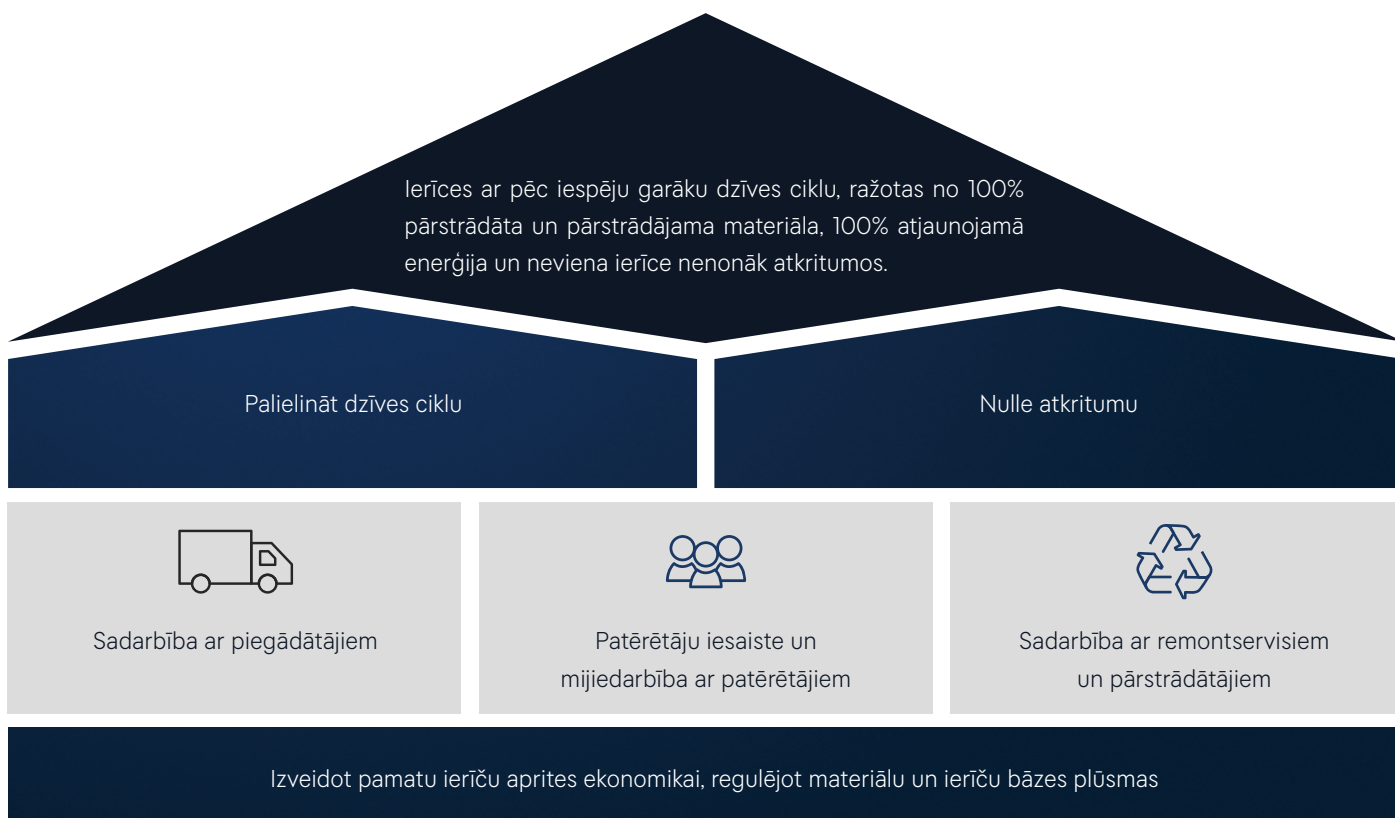 Ierīces ar pēc iespēju garāku dzīves ciklu, ražotas no 100%
pārstrādāta un pārstrādājama materiāla, 100% atjaunojamā
enerģija un neviena ierīce nenonāk atkritumos.
Palielināt dzīves ciklu
Nulle atkritumu
Sadarbība ar piegādātājiem
Patērētāju iesaiste un
mijiedarbība ar patērētājiem
Sadarbība ar remontservisiem
un pārstrādātājiem
Izveidot pamatu ierīču aprites ekonomikai, regulējot materiālu un ierīču bāzes plūsmas